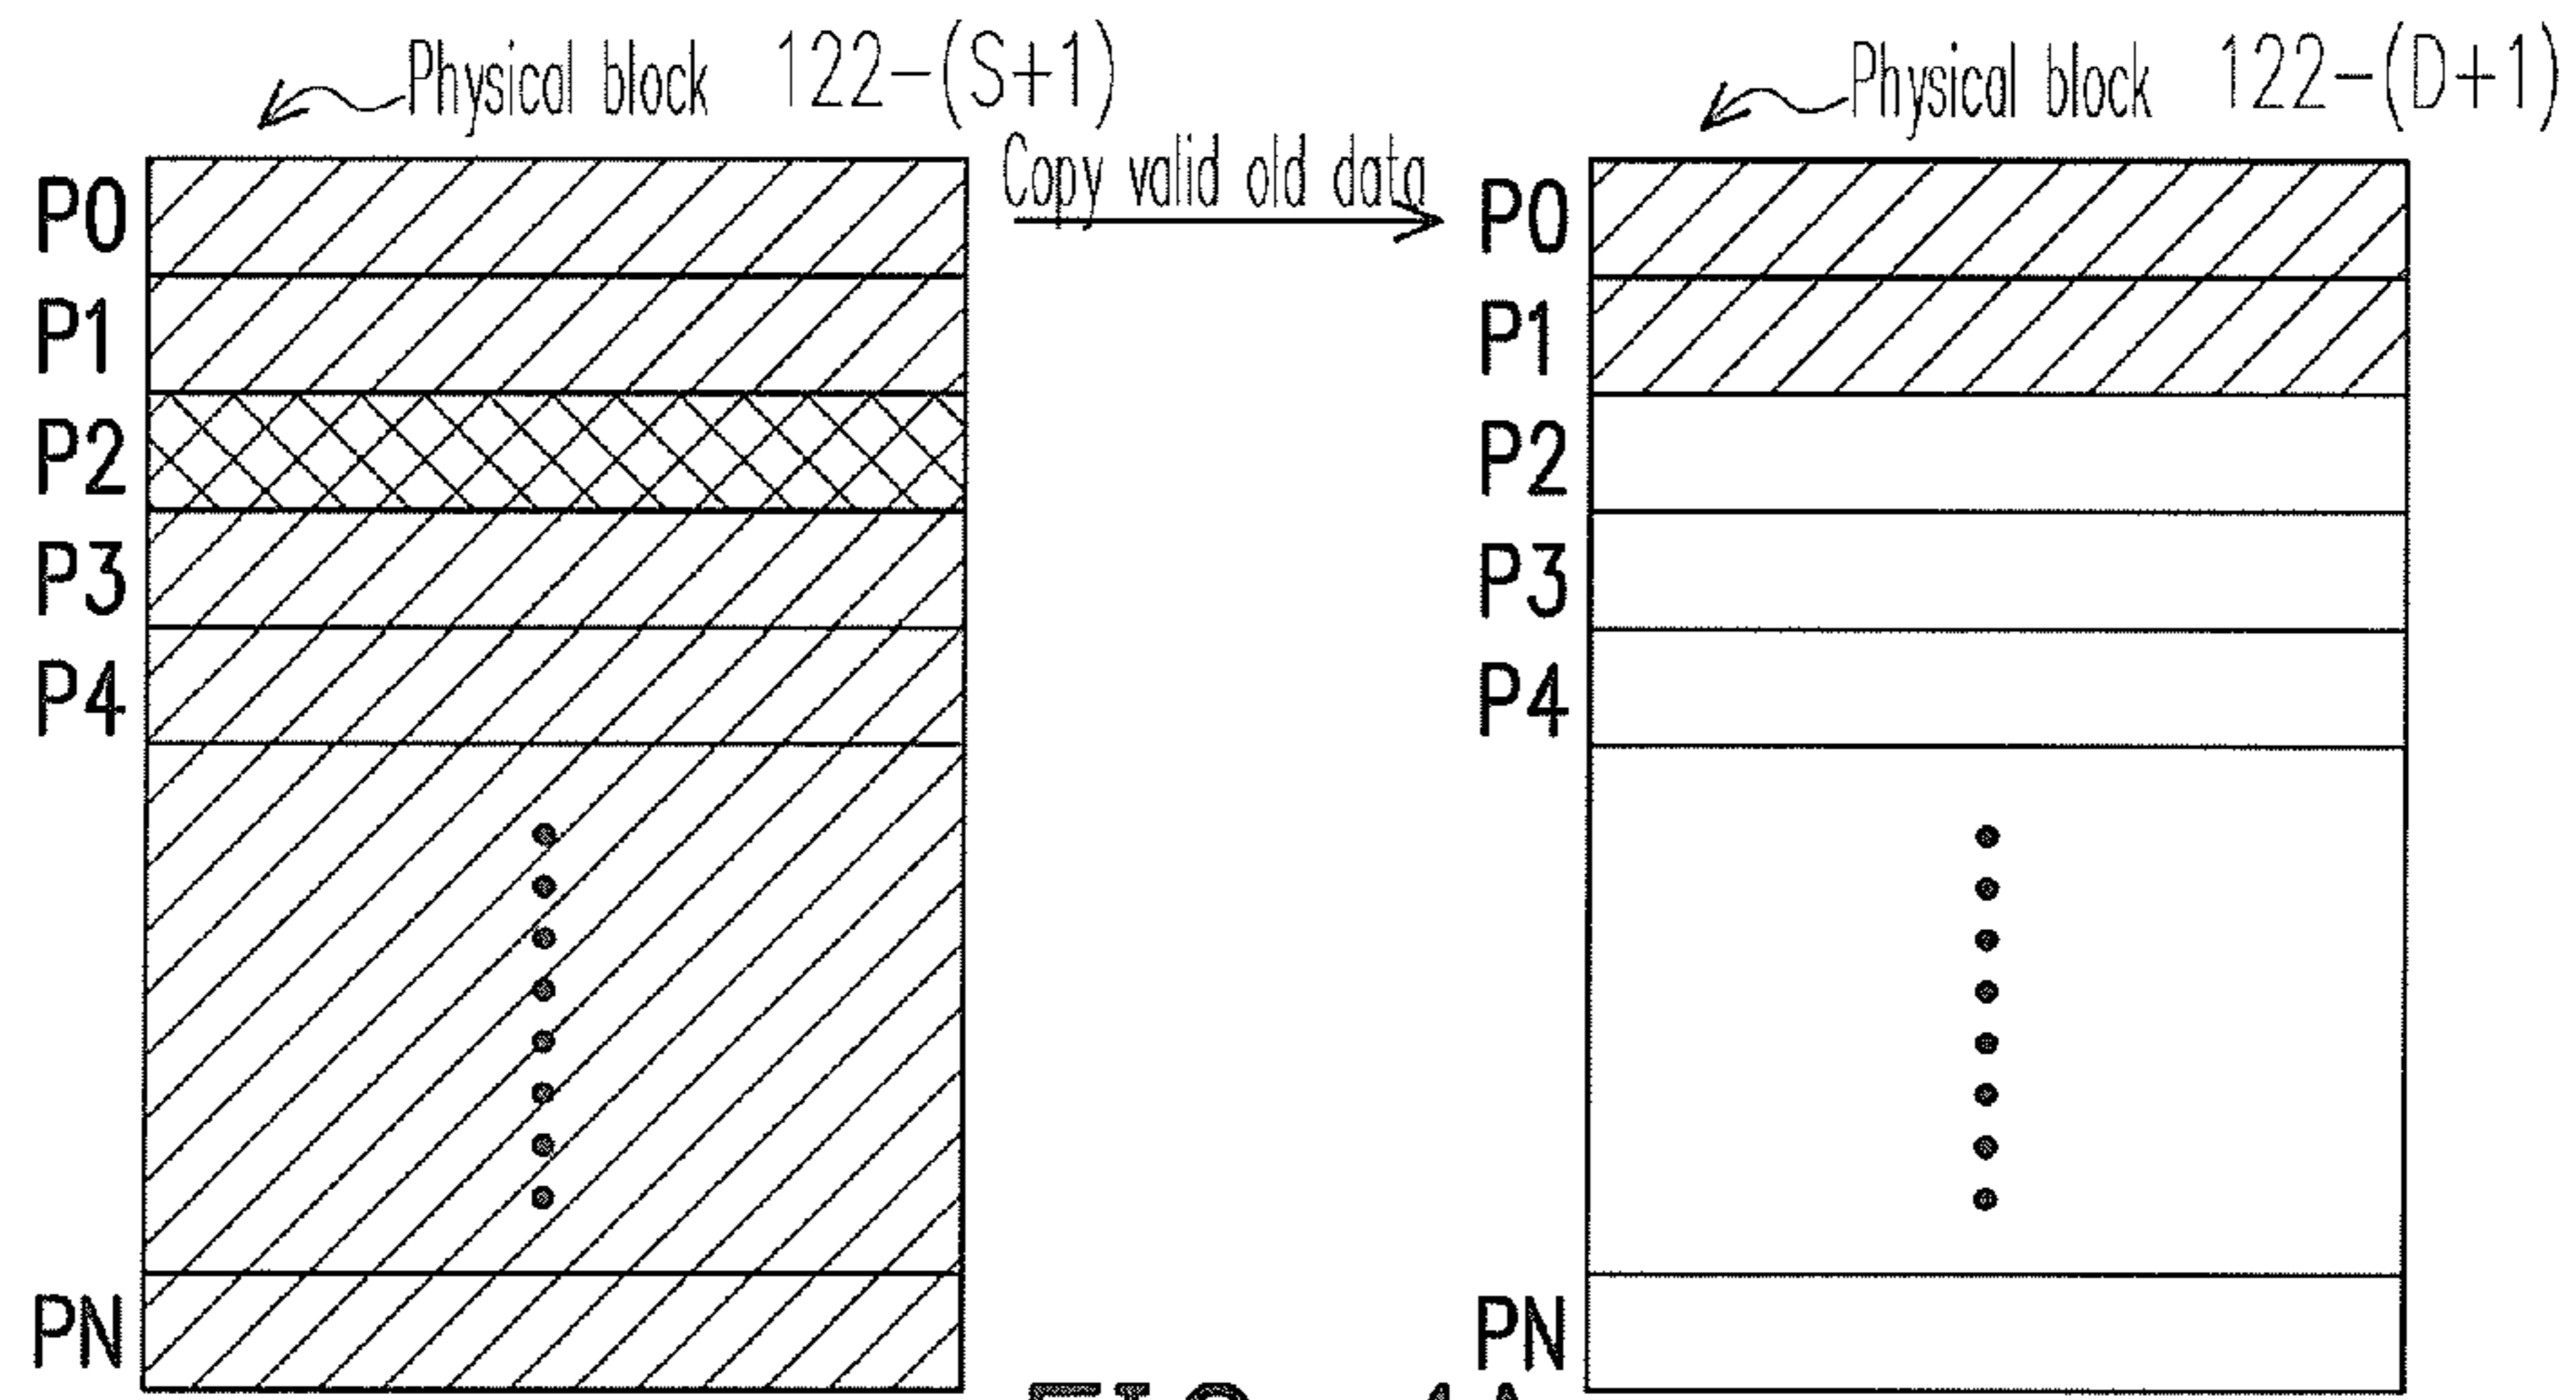 Physical block 122-(S+1)
Physical block 122-(D+1)
Copy valid old data
P0
P1
P2
P3
P4
PN
P0
P1
P2
P3
P4
PN